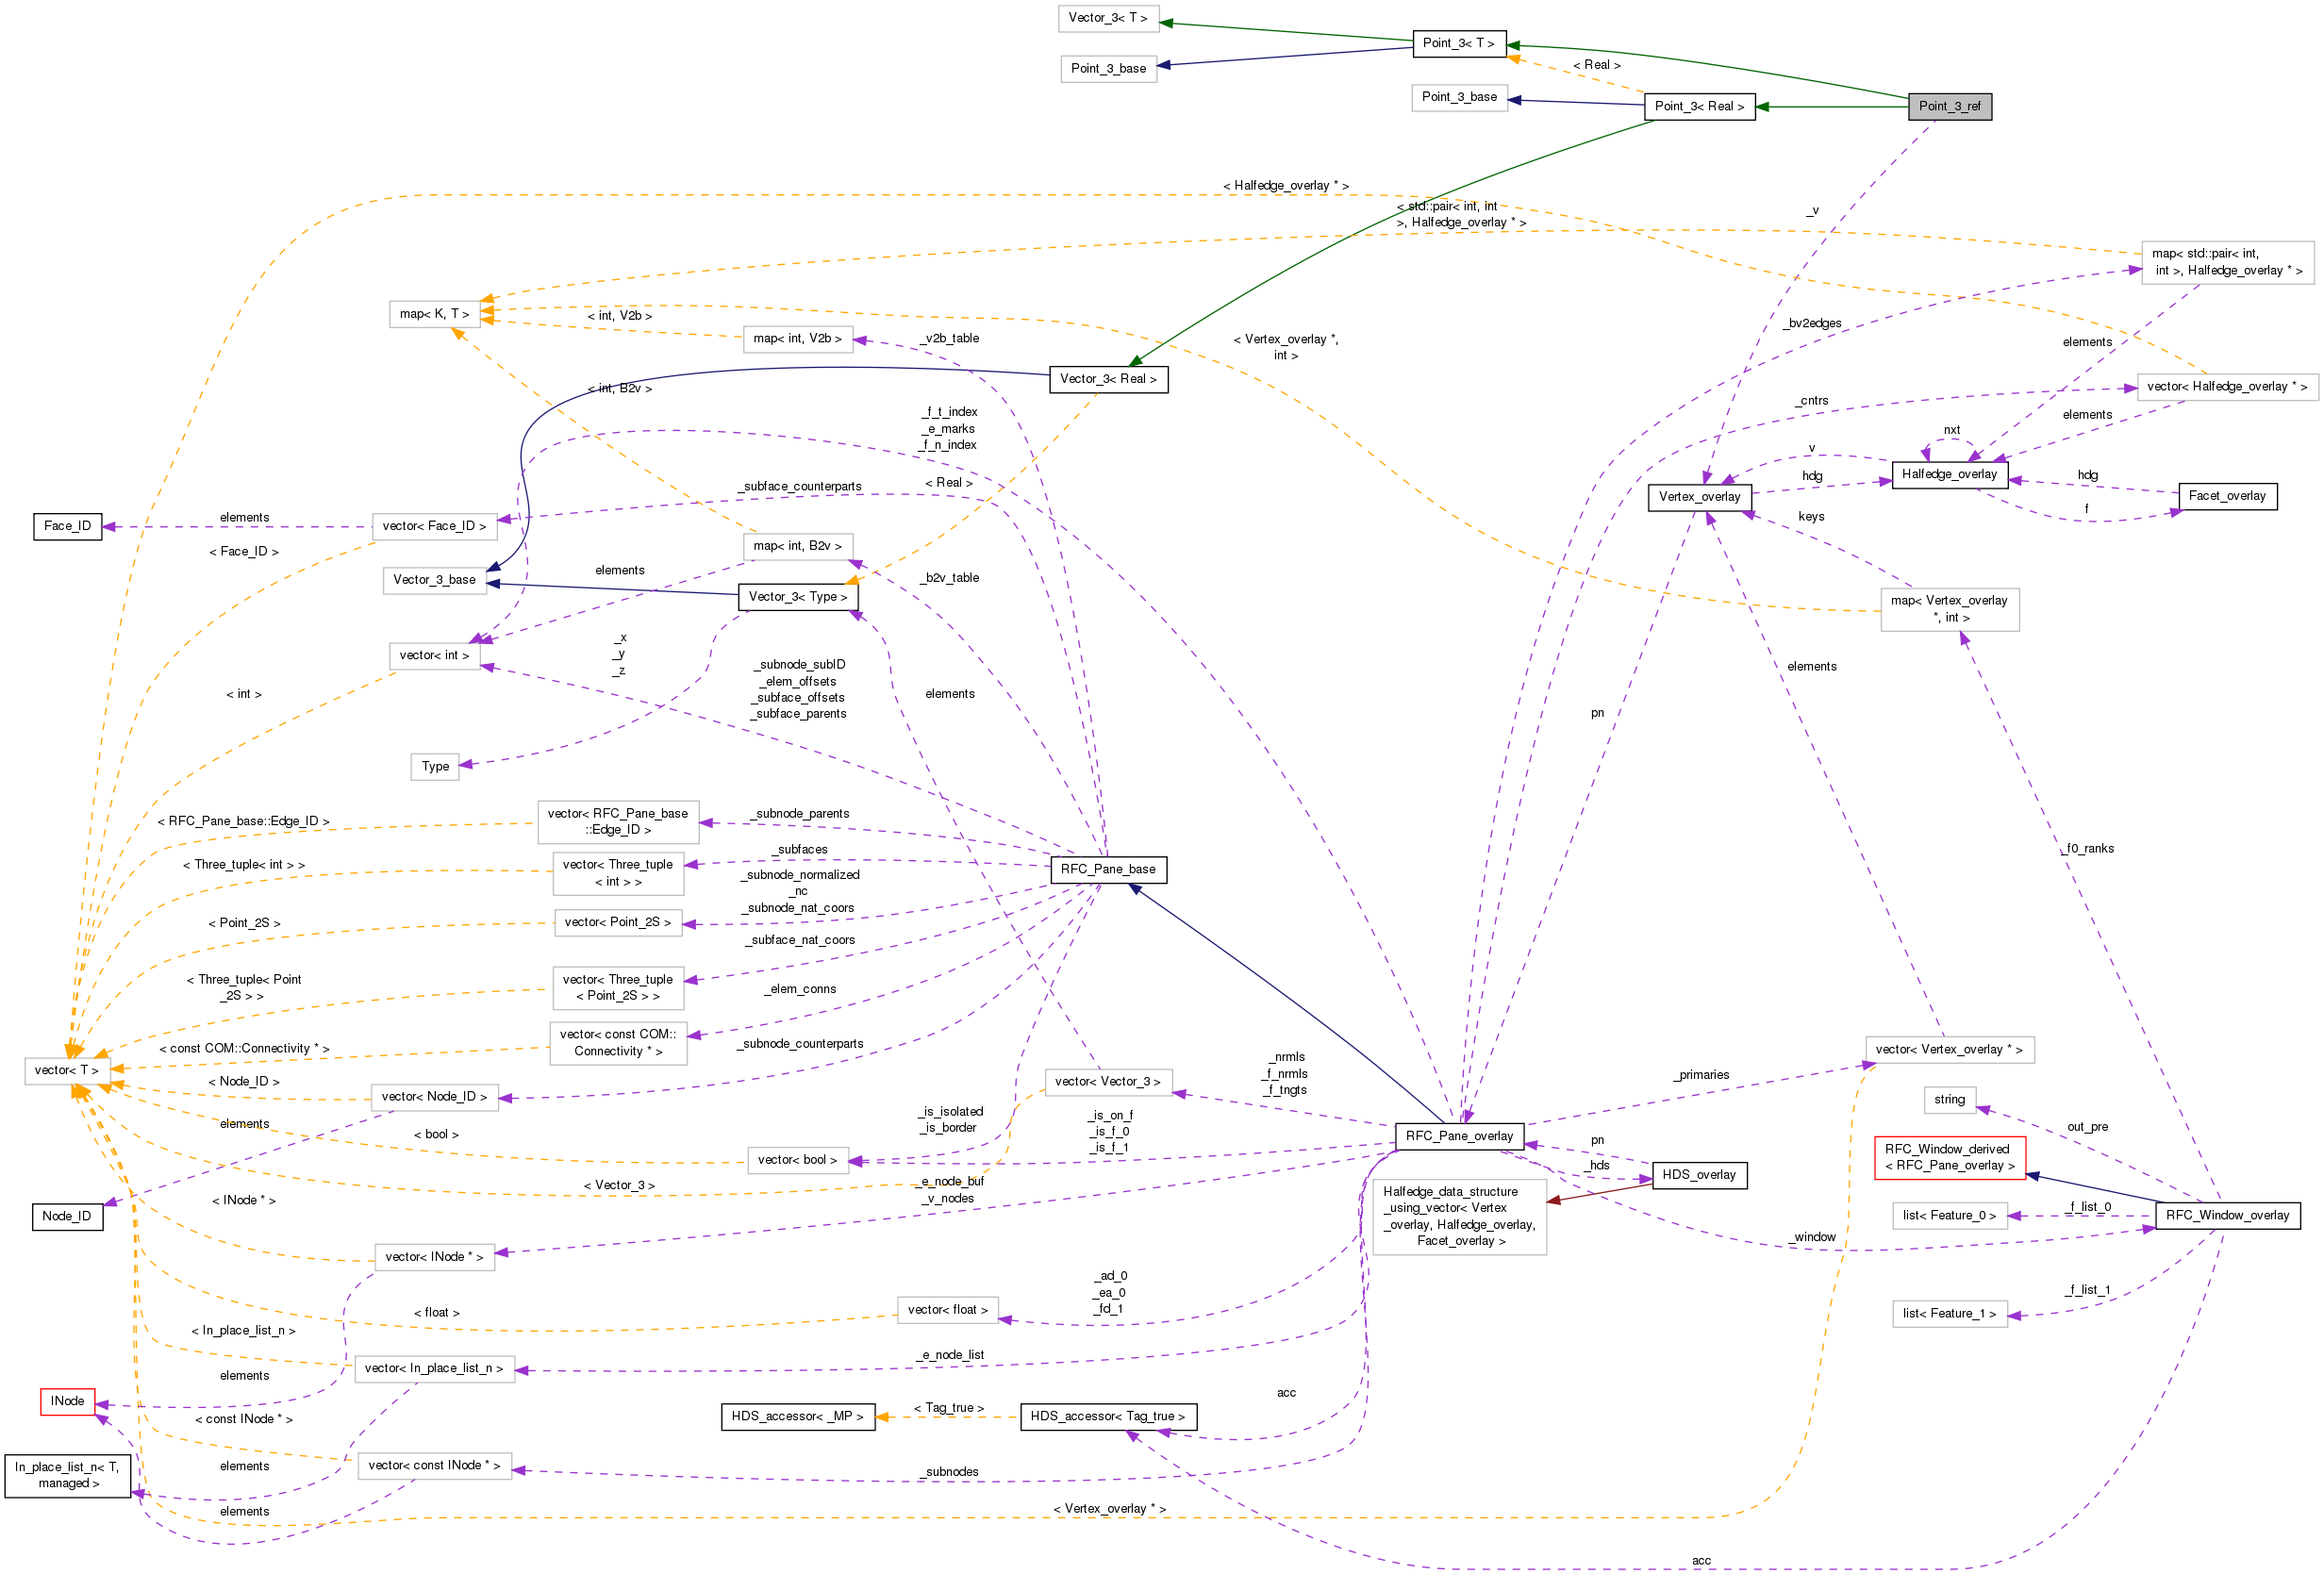 Vector_3< T >
Point_3< T >
Point_3_base
< Real >
Point_3_base
Point_3< Real >
Point_3_ref
< Halfedge_overlay * >
< std::pair< int, int
>, Halfedge_overlay * >
_v
map< std::pair< int,
int >, Halfedge_overlay * >
map< K, T >
< int, V2b >
map< int, V2b >
_v2b_table
< Vertex_overlay *,
int >
_bv2edges
elements
Vector_3< Real >
< int, B2v >
vector< Halfedge_overlay * >
_cntrs
_f_t_index
_e_marks
_f_n_index
elements
nxt
v
Halfedge_overlay
hdg
hdg
Vertex_overlay
Facet_overlay
f
keys
< Real >
_subface_counterparts
Face_ID
elements
vector< Face_ID >
< Face_ID >
map< int, B2v >
Vector_3_base
elements
_b2v_table
Vector_3< Type >
map< Vertex_overlay
*, int >
vector< int >
_x
_y
_z
_subnode_subID
_elem_offsets
_subface_offsets
_subface_parents
elements
elements
< int >
pn
Type
vector< RFC_Pane_base
::Edge_ID >
_subnode_parents
< RFC_Pane_base::Edge_ID >
_subfaces
< Three_tuple< int > >
vector< Three_tuple
< int > >
RFC_Pane_base
_f0_ranks
_subnode_normalized
_nc
_subnode_nat_coors
< Point_2S >
vector< Point_2S >
_subface_nat_coors
< Three_tuple< Point
_2S > >
vector< Three_tuple
< Point_2S > >
_elem_conns
vector< const COM::
Connectivity * >
< const COM::Connectivity * >
_subnode_counterparts
vector< T >
< Node_ID >
vector< Node_ID >
vector< Vector_3 >
_nrmls
_f_nrmls
_f_tngts
_primaries
vector< Vertex_overlay * >
string
out_pre
elements
< bool >
_is_isolated
_is_border
_is_on_f
_is_f_0
_is_f_1
RFC_Pane_overlay
pn
_hds
RFC_Window_derived
< RFC_Pane_overlay >
vector< bool >
HDS_overlay
< Vector_3 >
_e_node_buf
_v_nodes
Halfedge_data_structure
_using_vector< Vertex
_overlay, Halfedge_overlay,
Facet_overlay >
Node_ID
< INode * >
list< Feature_0 >
_f_list_0
RFC_Window_overlay
_window
vector< INode * >
_ad_0
_ea_0
_fd_1
< float >
vector< float >
list< Feature_1 >
_f_list_1
< In_place_list_n >
vector< In_place_list_n >
_e_node_list
elements
INode
acc
< const INode * >
HDS_accessor< _MP >
< Tag_true >
HDS_accessor< Tag_true >
In_place_list_n< T,
managed >
elements
vector< const INode * >
_subnodes
elements
< Vertex_overlay * >
acc